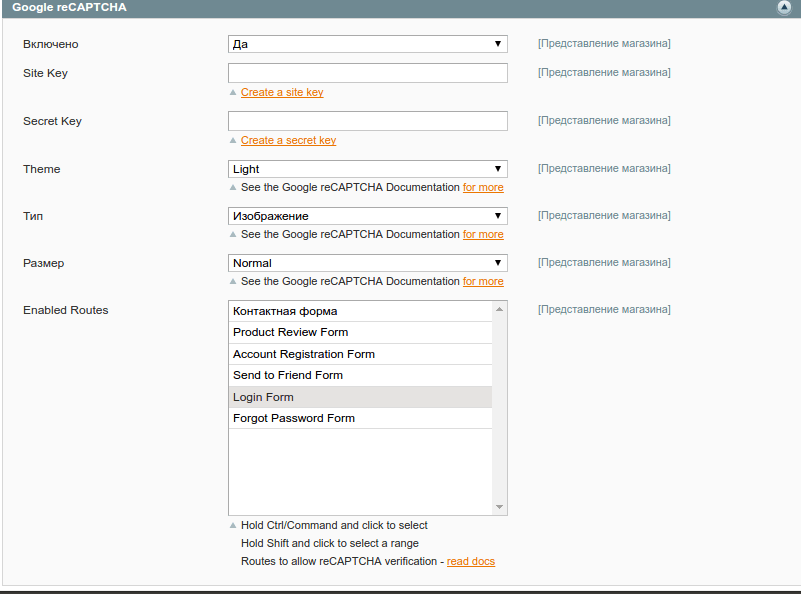 Google reCAPTCHA
Включено Да [Представление магазина]
Site Key [Представление магазина]
Create a site key
Secret Key [Представление магазина]
Create a secret key
Theme Light [Представление магазина]
See the Google reCAPTCHA Documentation for more
Тип Изображение [Представление магазина]
See the Google reCAPTCHA Documentation for more
Размер Normal [Представление магазина]
See the Google reCAPTCHA Documentation for more
Enabled Routes Контактная форма [Представление магазина]
Product Review Form
Account Registration Form
Send to Friend Form
Login Form
Forgot Password Form
Hold Ctrl/Command and click to select
Hold Shift and click to select a range
Routes to allow reCAPTCHA verification - read docs